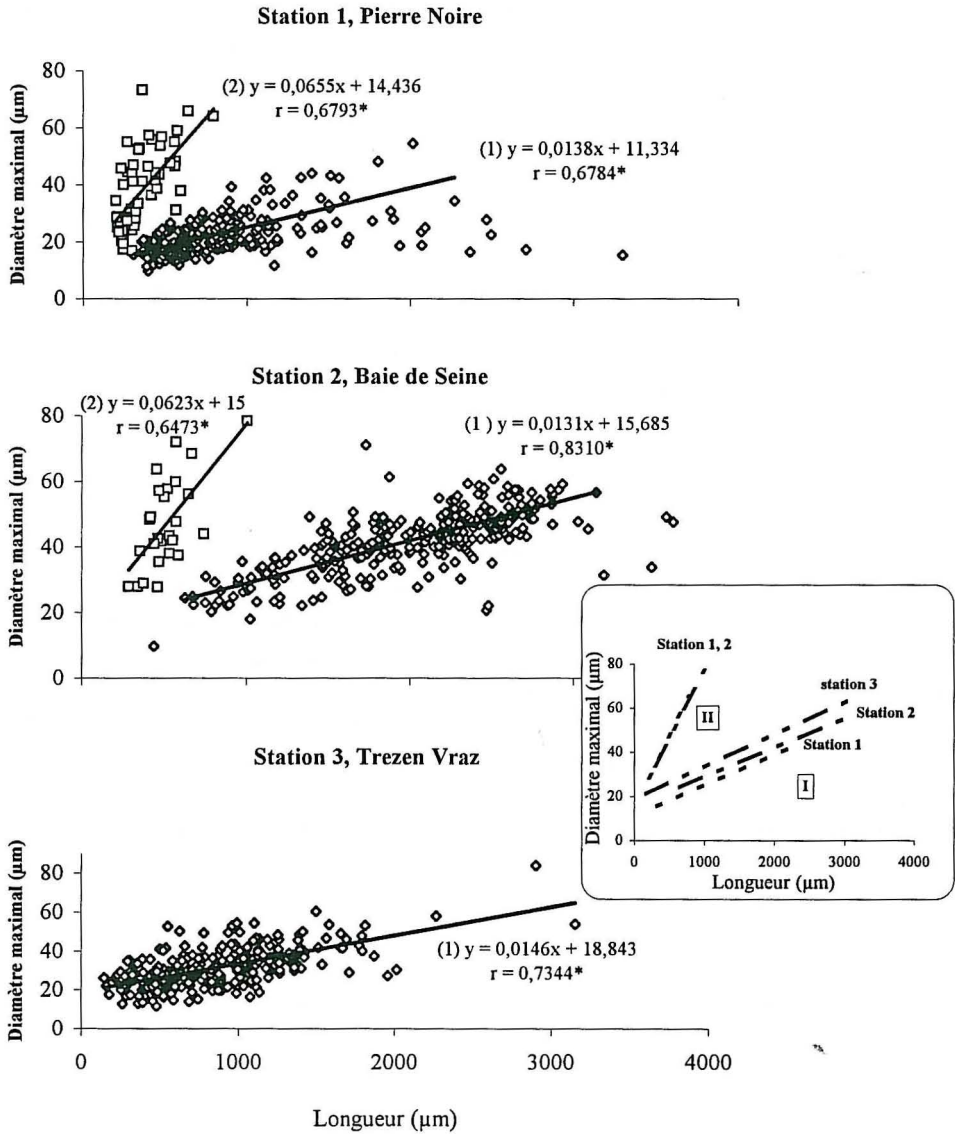 Station 1, Pierre Noire
Diamètre maximal (µm)
80
60
40
20
0
(2) y = 0,0655x + 14,436
r = 0,6793*
(1) y = 0,0138x + 11,334
r = 0,6784*
Station 2, Baie de Seine
Diamètre maximal (µm)
80
60
40
20
0
(2) y = 0,0623x + 15
r = 0,6473*
(1 ) y = 0,0131x + 15,685
r = 0,8310*
Diamètre maximal (µm)
80
60
40
20
0
Station 1, 2
station 3
Station 2
Station 1
II
I
0 1000 2000 3000 4000
Longueur (µm)
Station 3, Trezen Vraz
Diamètre maximal (µm)
80
60
40
20
0
(1) y = 0,0146x + 18,843
r = 0,7344*
0 1000 2000 3000 4000
Longueur (µm)